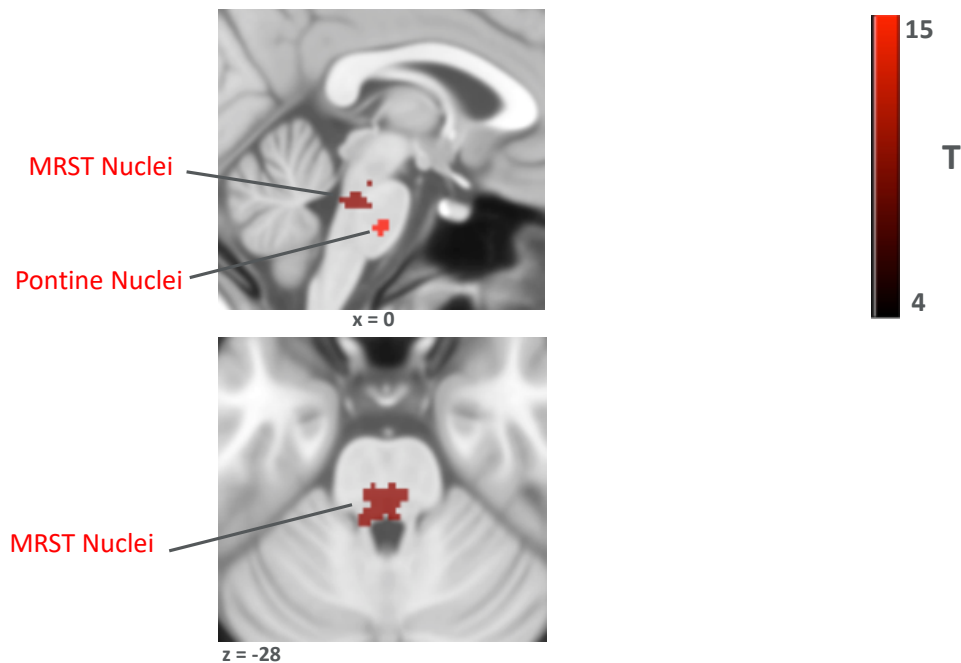 15
MRST Nuclei
T
Pontine Nuclei
4
x = 0
MRST Nuclei
z = -28